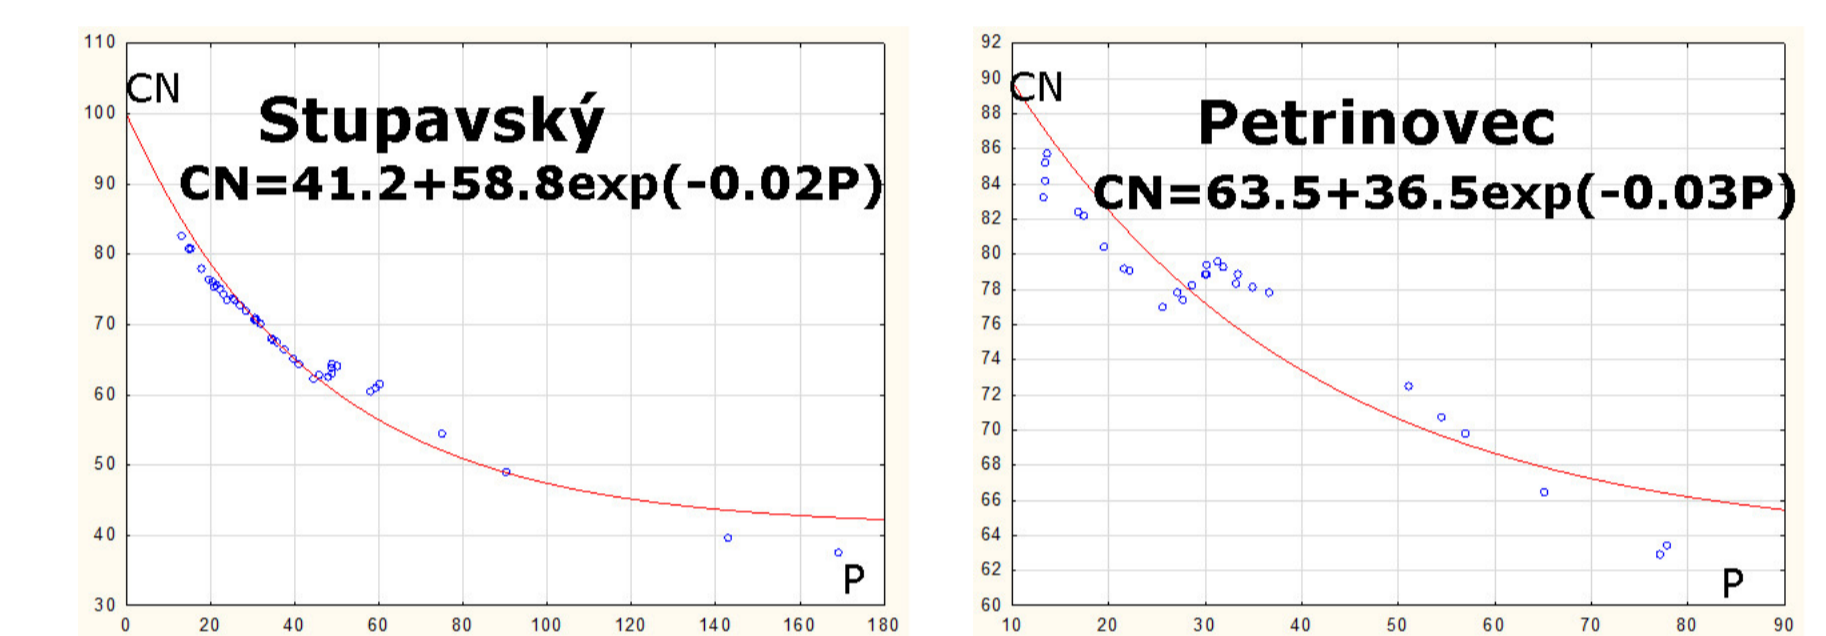 110
100
90
80
70
60
50
40
30
CN
Stupavský
CN=41.2+58.8exp(-0.02P)
P
0 20 40 60 80 100 120 140 160 180
92
90
88
86
84
82
80
78
76
74
72
70
68
66
64
62
60
CN
Petrinovec
CN=63.5+36.5exp(-0.03P)
P
10 20 30 40 50 60 70 80 90